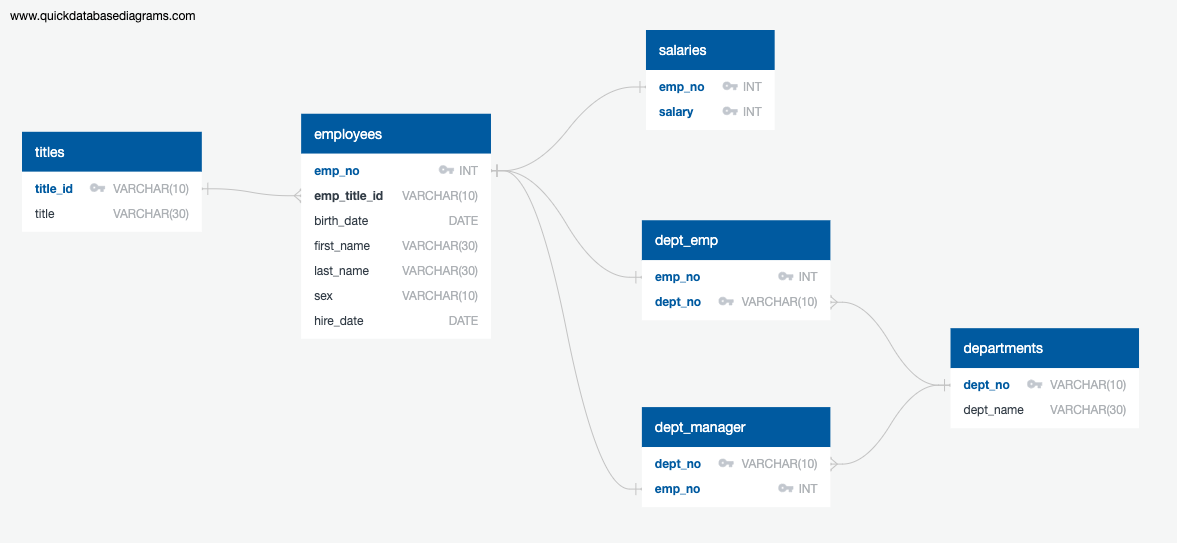 www.quickdatabasediagrams.com
titles
title_id VARCHAR(10)
title VARCHAR(30)
employees
emp_no INT
emp_title_id VARCHAR(10)
birth_date DATE
first_name VARCHAR(30)
last_name VARCHAR(30)
sex VARCHAR(10)
hire_date DATE
salaries
emp_no INT
salary INT
dept_emp
emp_no INT
dept_no VARCHAR(10)
dept_manager
dept_no VARCHAR(10)
emp_no INT
departments
dept_no VARCHAR(10)
dept_name VARCHAR(30)